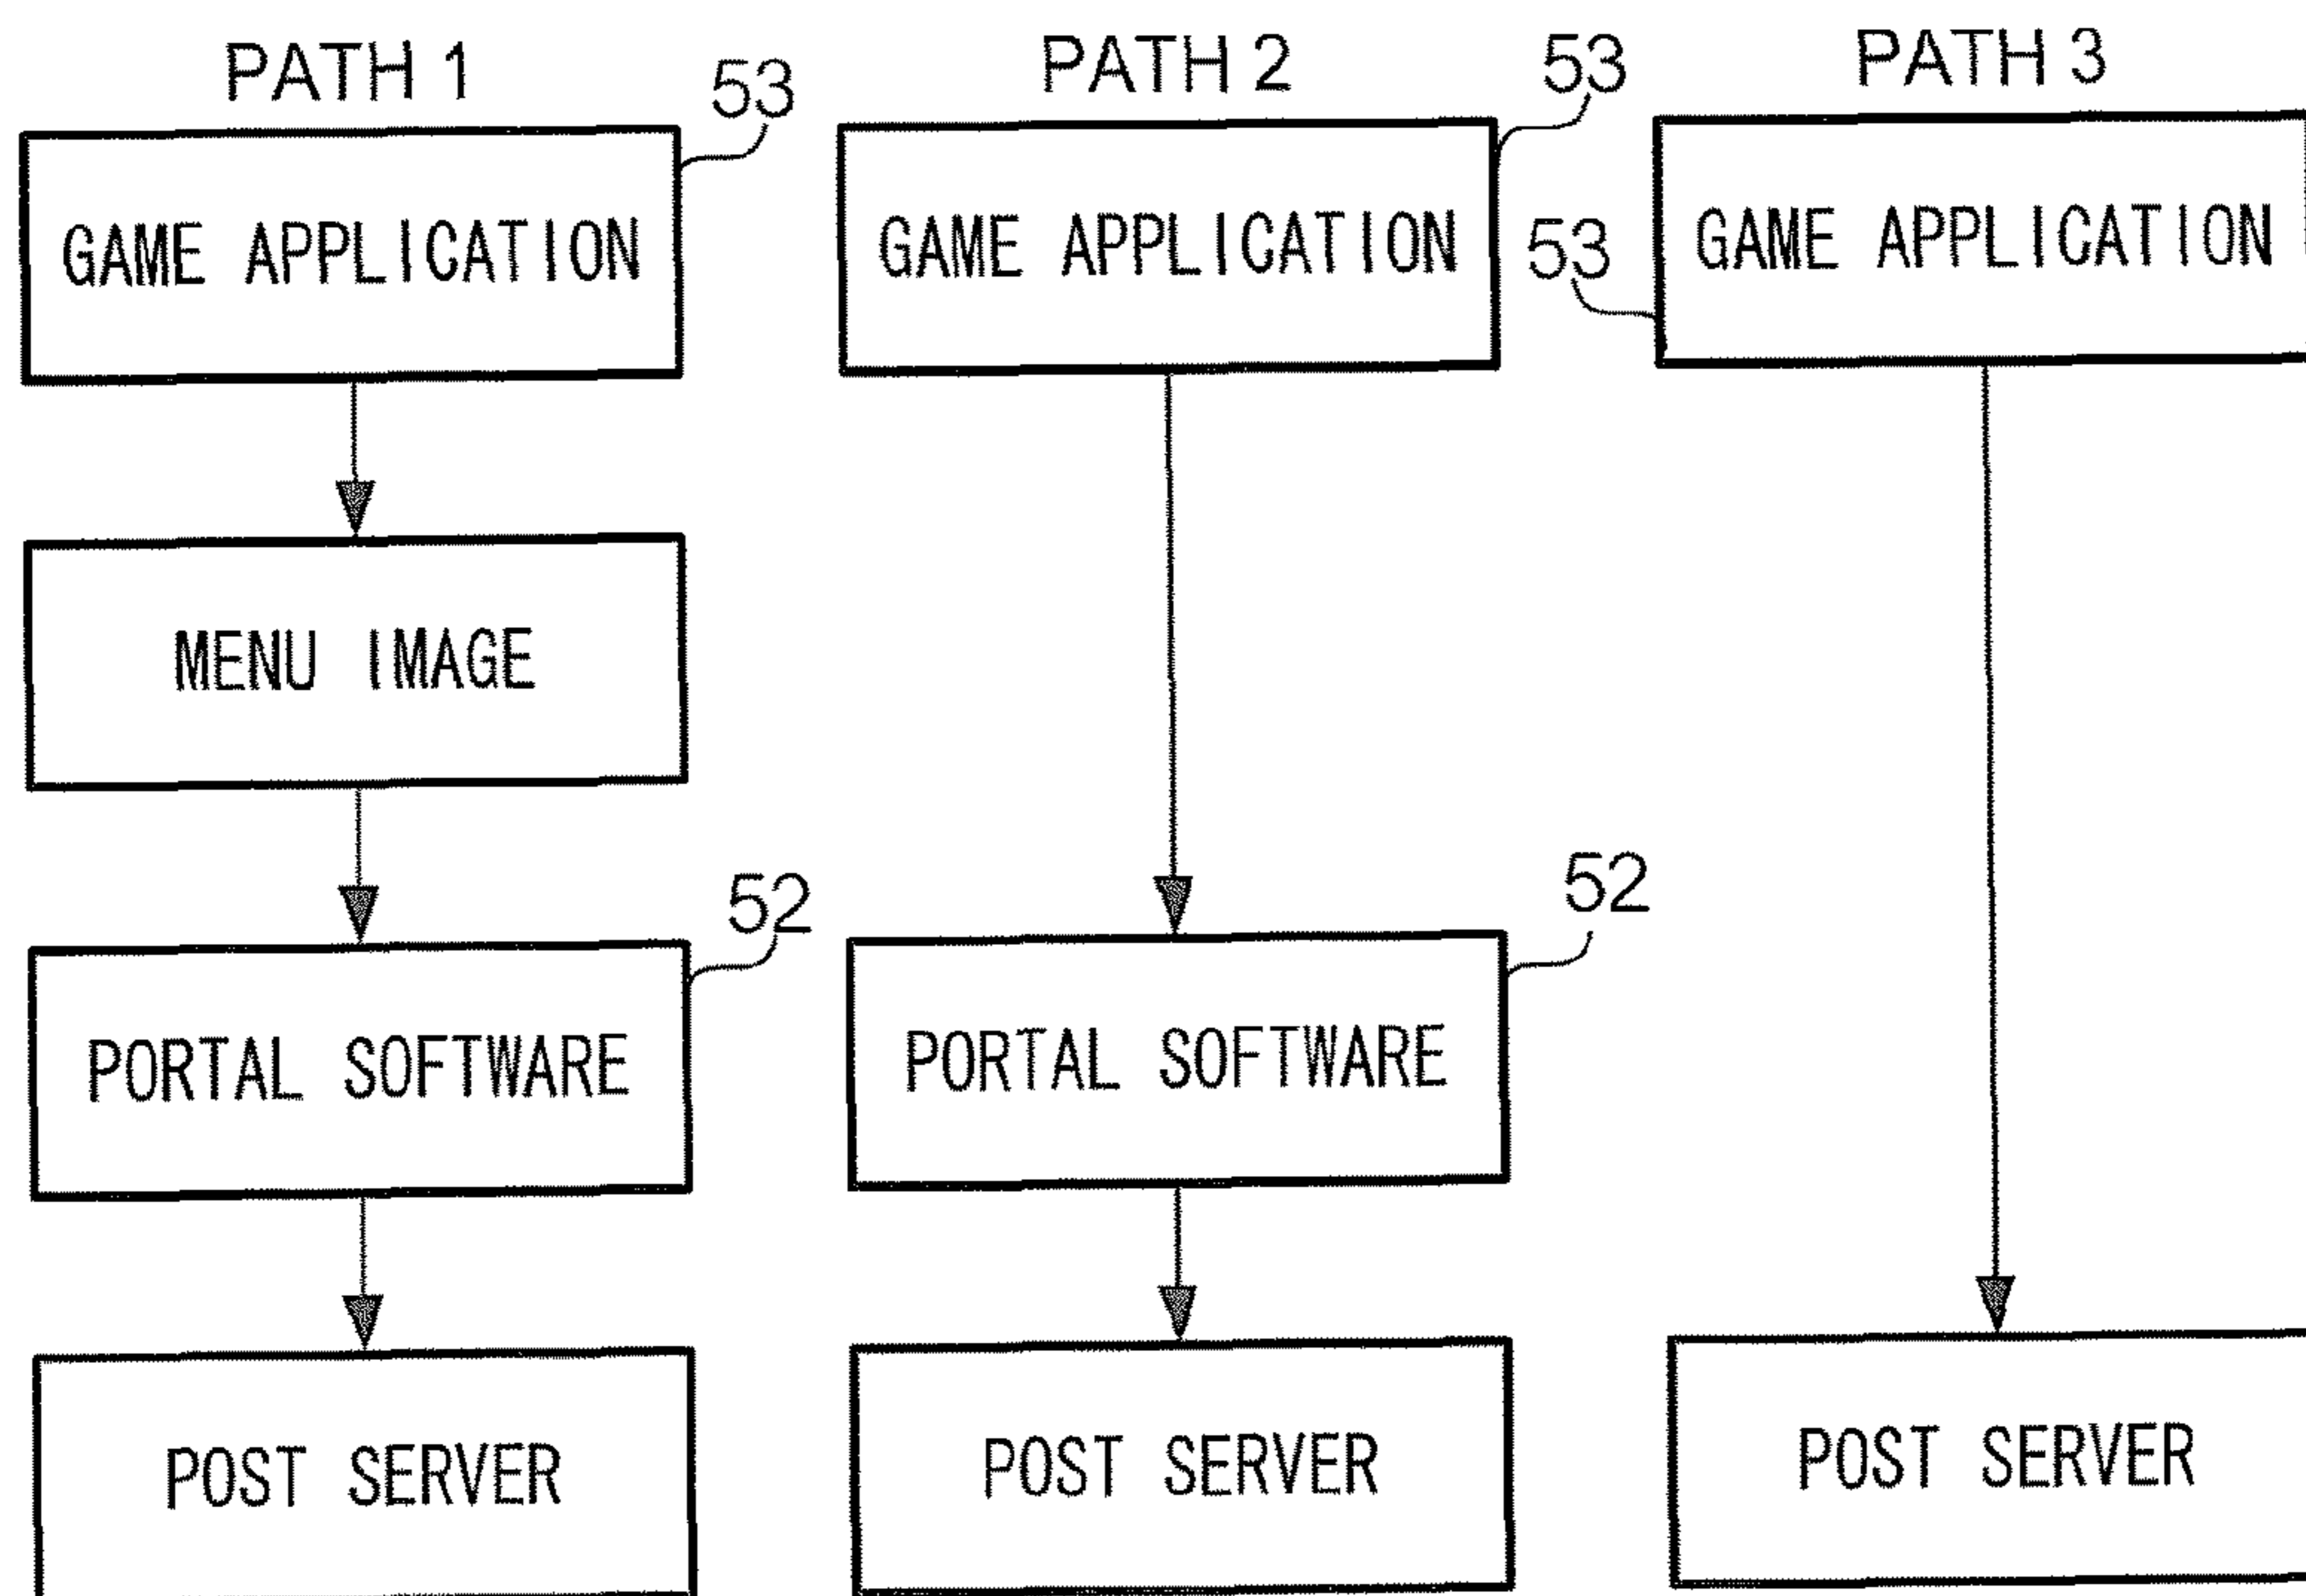 PATH 1
PATH 2
PATH 3
53
53
53
GAME APPLICATION
GAME APPLICATION
GAME APPLICATION
MENU IMAGE
52
52
PORTAL SOFTWARE
PORTAL SOFTWARE
POST SERVER
POST SERVER
POST SERVER